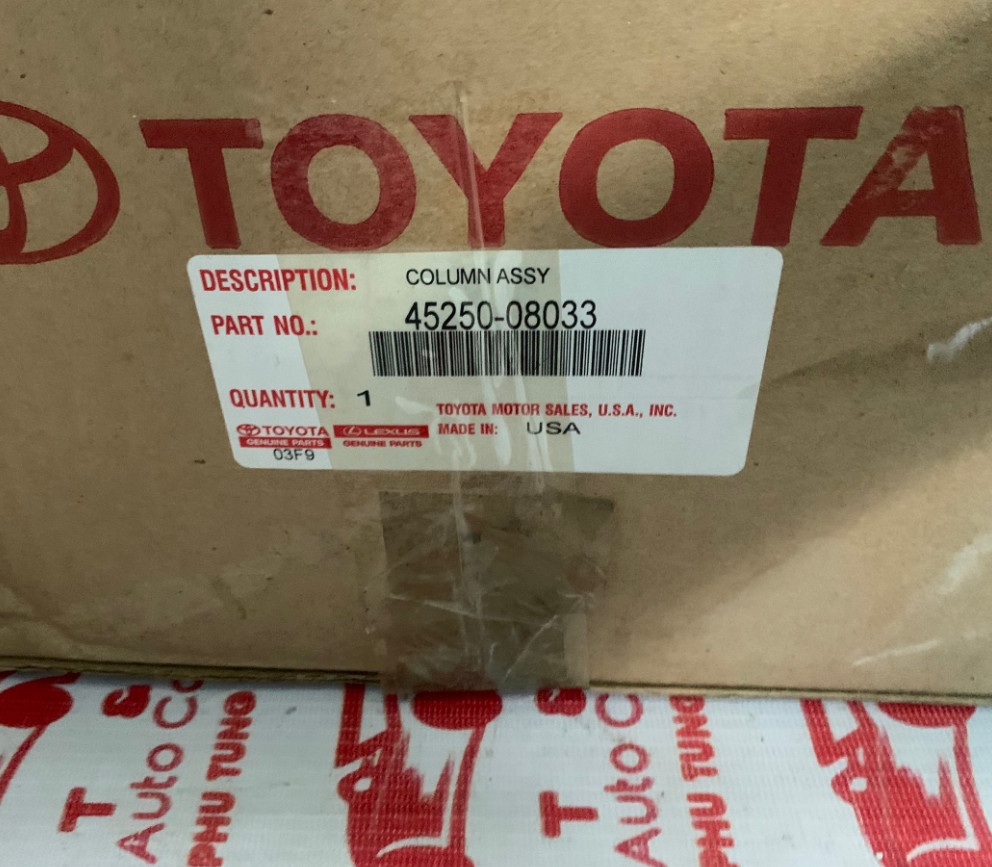 TOYOTA
DESCRIPTION: COLUMN ASSY
PART NO.: 45250-08033
QUANTITY: 1
TOYOTA MOTOR SALES, U.S.A., INC.
MADE IN: USA
TOYOTA
GENUINE PARTS
LEXUS
GENUINE PARTS
03F9
T &
Auto Co
PHU TUNG
T &
Auto C
PHU TUNG